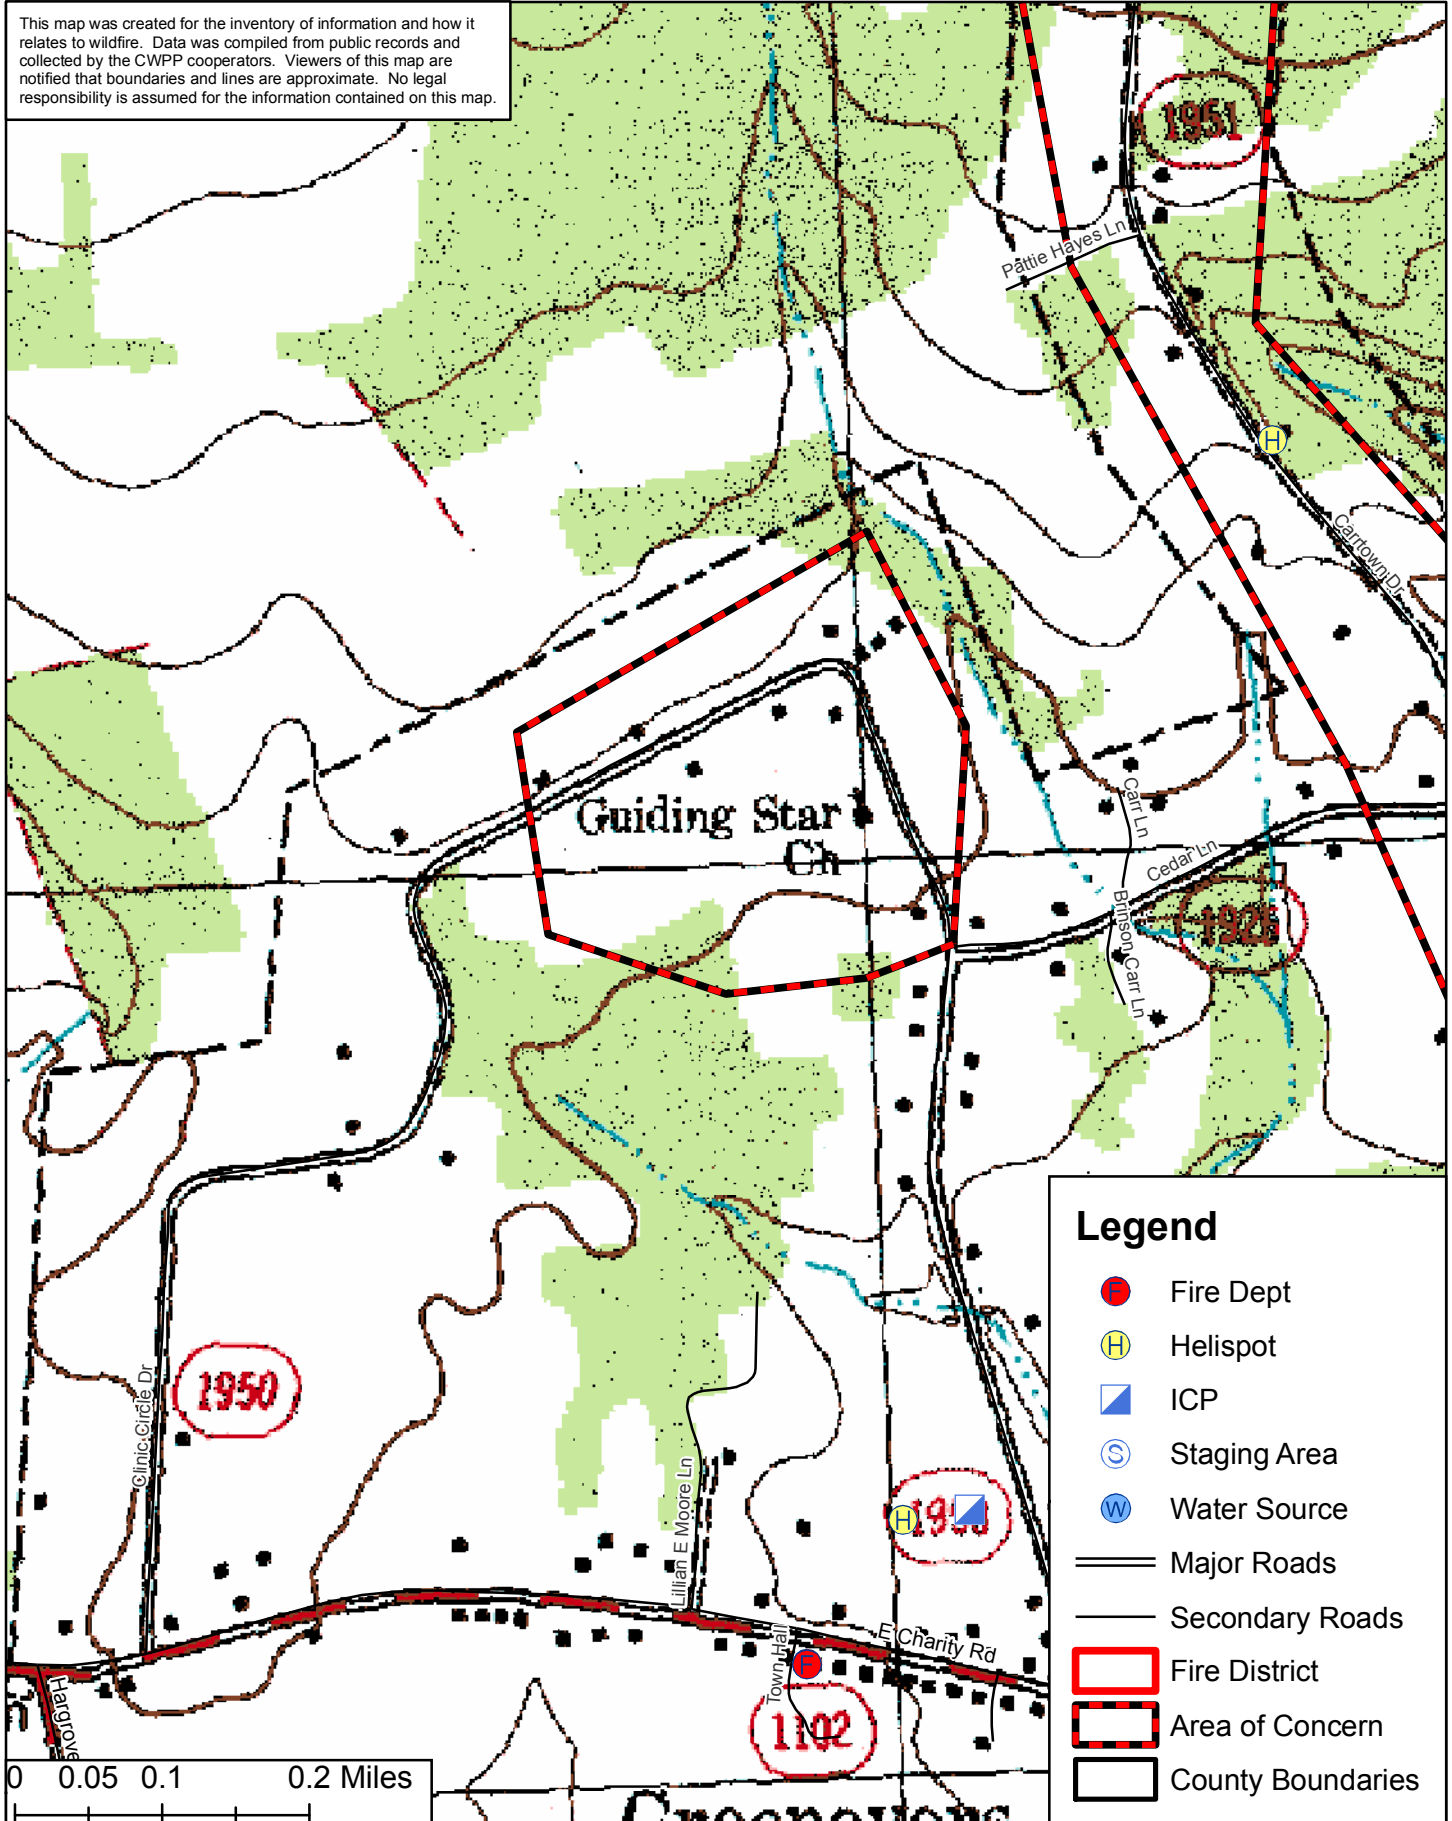 This map was created for the inventory of information and how it
relates to wildfire. Data was compiled from public records and
collected by the CWPP cooperators. Viewers of this map are
notified that boundaries and lines are approximate. No legal
responsibility is assumed for the information contained on this map.
1951
Pattie Hayes Ln
H
Carrtown Dr
Guiding Star
Ch
Carr Ln
Cedar Ln
Brinson Carr Ln
1950
Clinic Circle Dr
Lillian E Moore Ln
H
E Charity Rd
Town Hall
F
1102
Hargrove
0 0.05 0.1 0.2 Miles
Legend
F Fire Dept
H Helispot
ICP
S Staging Area
W Water Source
Major Roads
Secondary Roads
Fire District
Area of Concern
County Boundaries